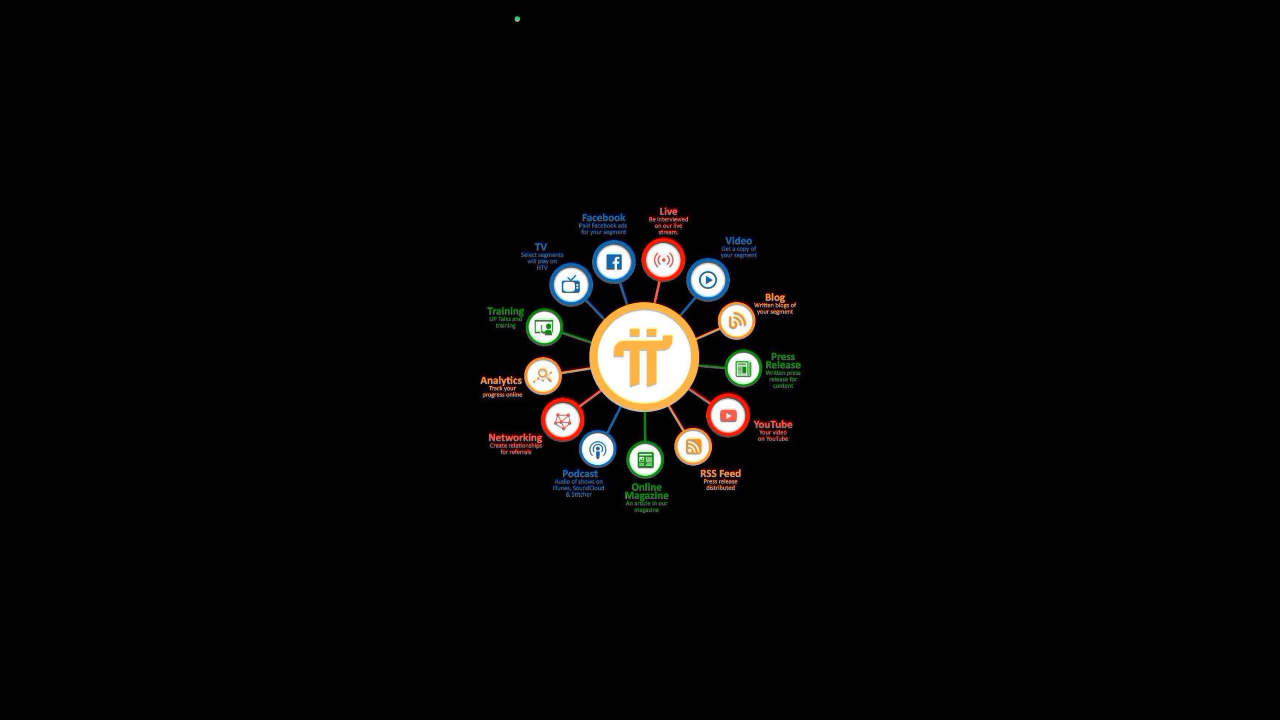 Live
Be interviewed
on our live
stream.
Facebook
Paid Facebook ads
for your segment
Video
Get a copy of
your segment
TV
Select segments
will play on
HTV
Blog
Written blogs of
your segment
Training
UP Talks and
training
Press
Release
Written press
release for
content
Analytics
Track your
progress online
YouTube
Your video
on YouTube
Networking
Create relationships
for referrals
RSS Feed
Press release
distributed
Podcast
Audio of shows on
iTunes, SoundCloud
& Stitcher
Online
Magazine
An article in our
magazine